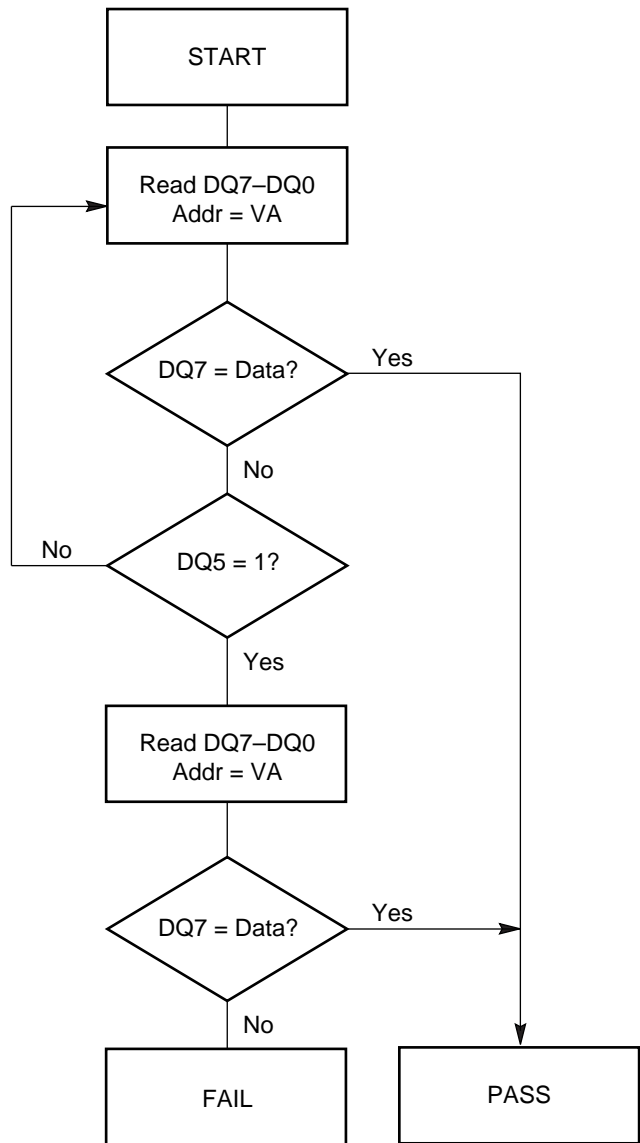 START
Read DQ7–DQ0
Addr = VA
DQ7 = Data?
Yes
No
No
DQ5 = 1?
Yes
Read DQ7–DQ0
Addr = VA
DQ7 = Data?
Yes
No
FAIL
PASS